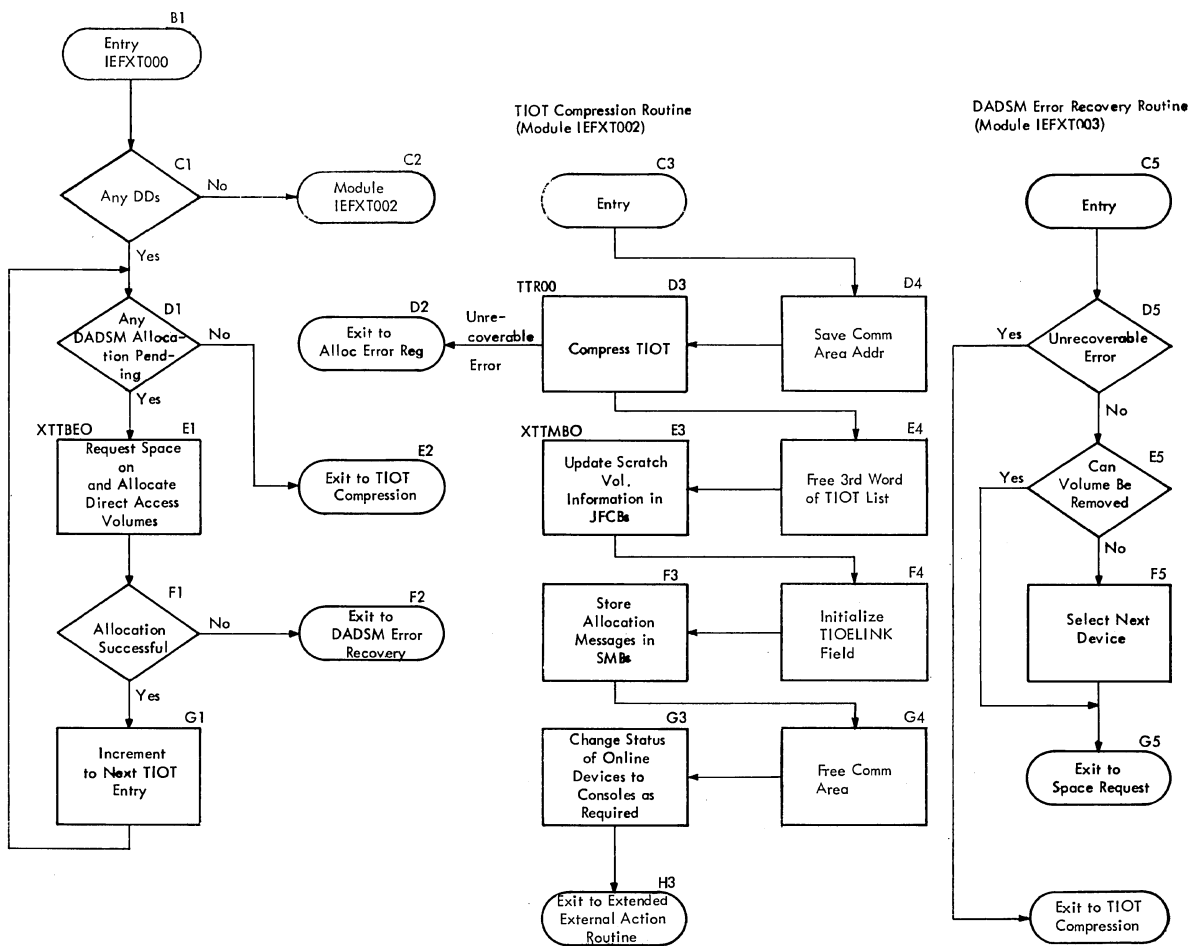 B1
Entry
IEFXT000
C1
Any DDs
No
C2
Module
IEFXT002
Yes
D1
Any
DADSM Alloca-
tion Pend-
ing
No
Yes
XTTBEO
E1
Request Space
on
and Allocate
Direct Access
Volumes
E2
Exit to TIOT
Compression
F1
Allocation
Successful
No
F2
Exit to
DADSM Error
Recovery
Yes
G1
Increment
to Next TIOT
Entry
TIOT Compression Routine
(Module IEFXT002)
C3
Entry
TTR00
D3
Compress TIOT
D4
Save Comm
Area Addr
D2
Exit to
Alloc Error Reg
Unre-
coverable
Error
XTTMBO
E3
Update Scratch
Vol.
Information in
JFCBs
E4
Free 3rd Word
of TIOT List
F3
Store
Allocation
Messages in
SMBs
F4
Initialize
TIOELINK
Field
G3
Change Status
of Online
Devices to
Consoles as
Required
G4
Free Comm
Area
H3
Exit to Extended
External Action
Routine
DADSM Error Recovery Routine
(Module IEFXT003)
C5
Entry
D5
Unrecoverable
Error
Yes
No
E5
Can
Volume Be
Removed
Yes
No
F5
Select Next
Device
G5
Exit to
Space Request
Exit to TIOT
Compression